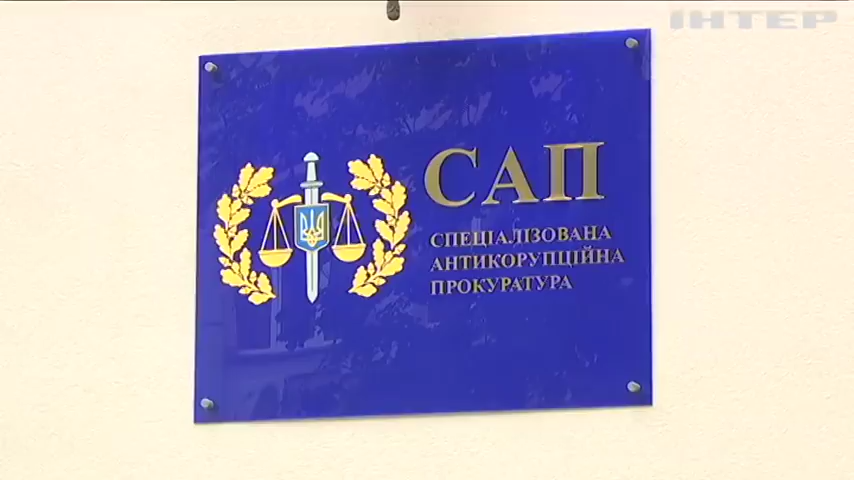 ІНТЕР
САП
СПЕЦІАЛІЗОВАНА
АНТИКОРУПЦІЙНА
ПРОКУРАТУРА